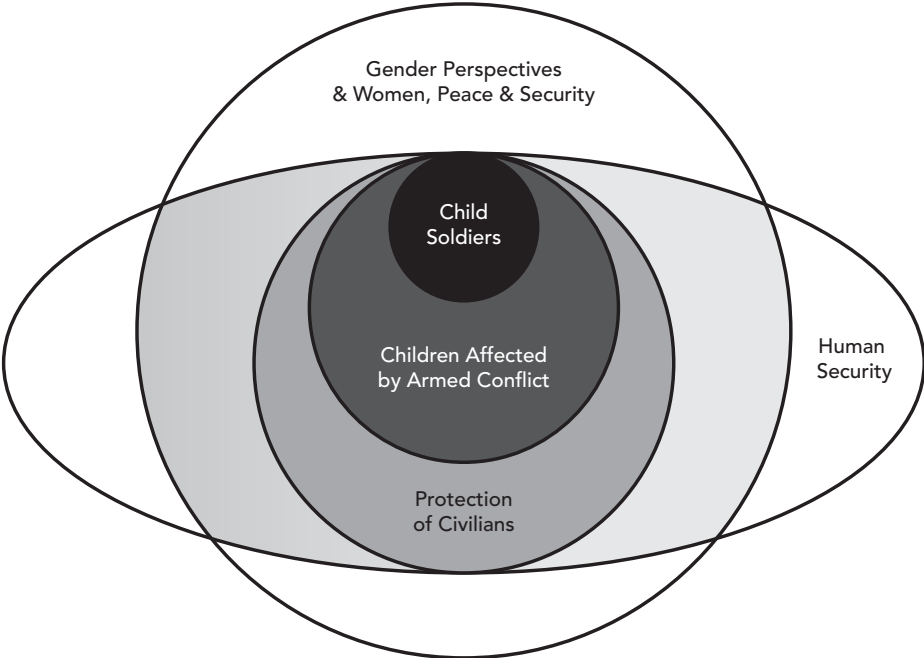 Gender Perspectives
& Women, Peace & Security
Child
Soldiers
Children Affected
by Armed Conflict
Human
Security
Protection
of Civilians